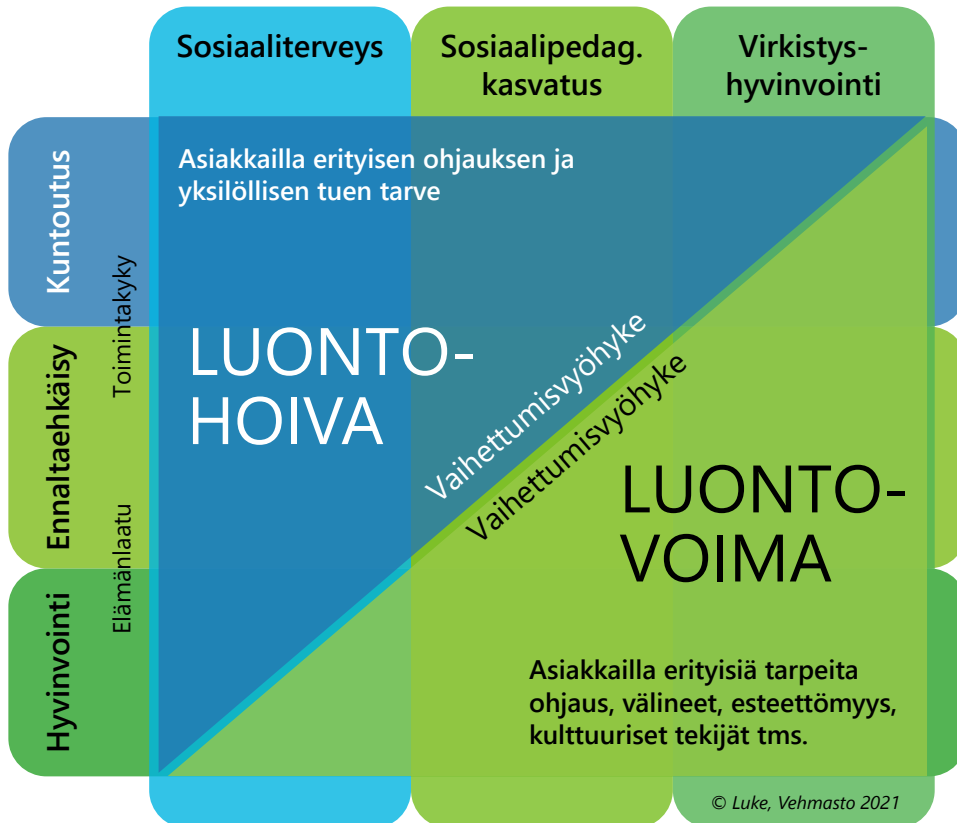 Sosiaaliterveys
Sosiaalipedag.
kasvatus
Virkistys-
hyvinvointi
Kuntoutus
Ennaltaehkäisy
Hyvinvointi
Toimintakyky
Elämänlaatu
Asiakkailla erityisen ohjauksen ja
yksilöllisen tuen tarve
LUONTO-
HOIVA
Vaihettumisvyöhyke
Vaihettumisvyöhyke
LUONTO-
VOIMA
Asiakkailla erityisiä tarpeita
ohjaus, välineet, esteettömyys,
kulttuuriset tekijät tms.
© Luke, Vehmasto 2021